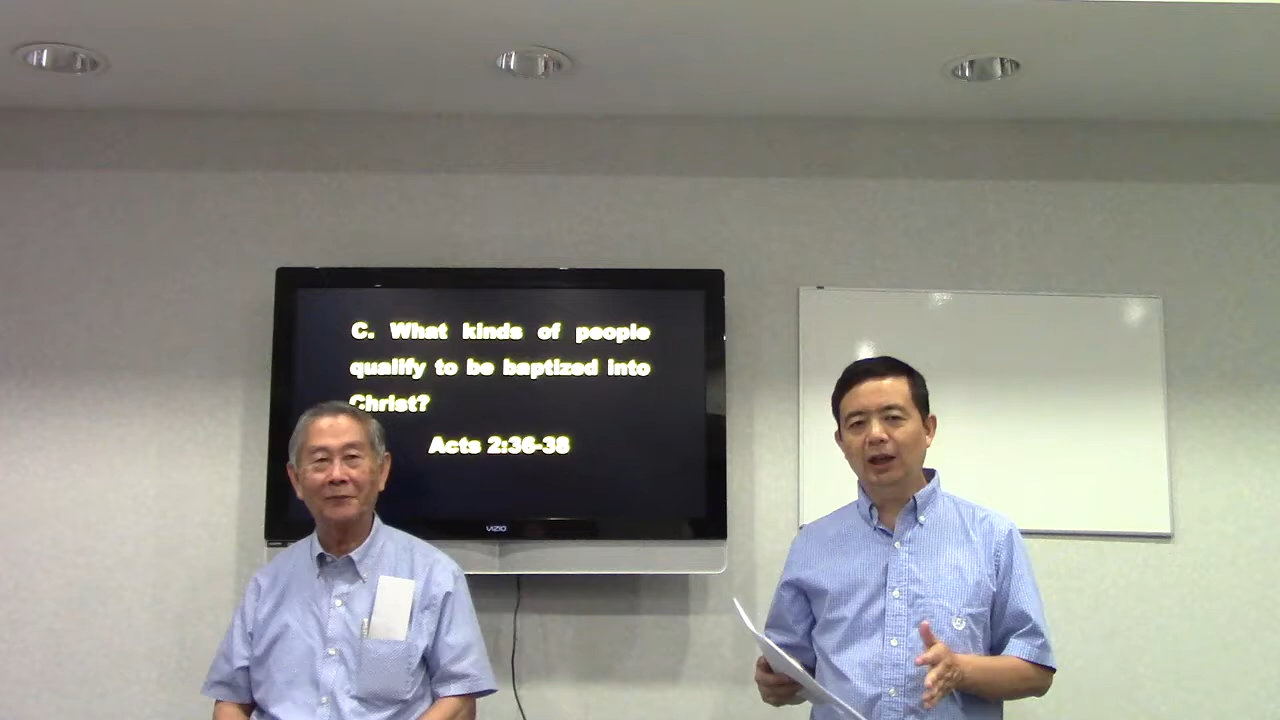 C. What kinds of people
qualify to be baptized into
Christ?
Acts 2:36-38
VIZIO